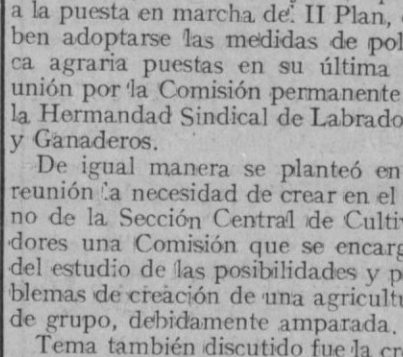 a la puesta en marcha del II Plan,
ben adoptarse las medidas de pol
ca agraria puestas en su última
unión por la Comisión permanente
la Hermandad Sindical de Labrado
y Ganaderos.
De igual manera se planteó en
reunión la necesidad de crear en el
no de la Sección Central de Culti
dores una Comisión que se encarg
del estudio de las posibilidades y p
blemas de creación de una agricultu
de grupo, debidamente amparada.
Tema también discutido fue la cr